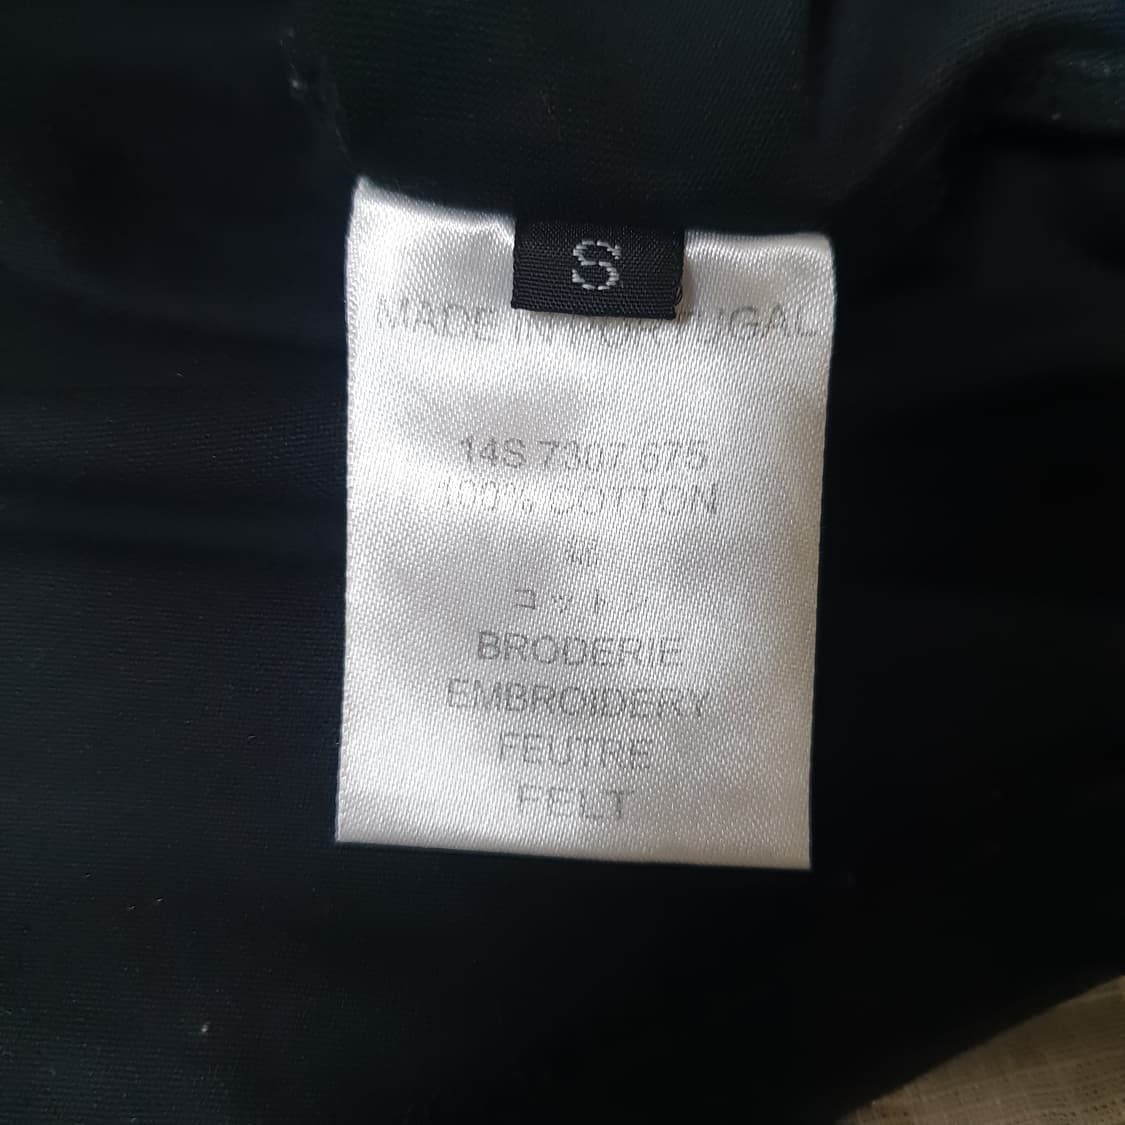 S
MADE IN PORTUGAL
14S 7307 675
100% COTTON
綿
コットン
BRODERIE
EMBROIDERY
FEUTRE
FELT